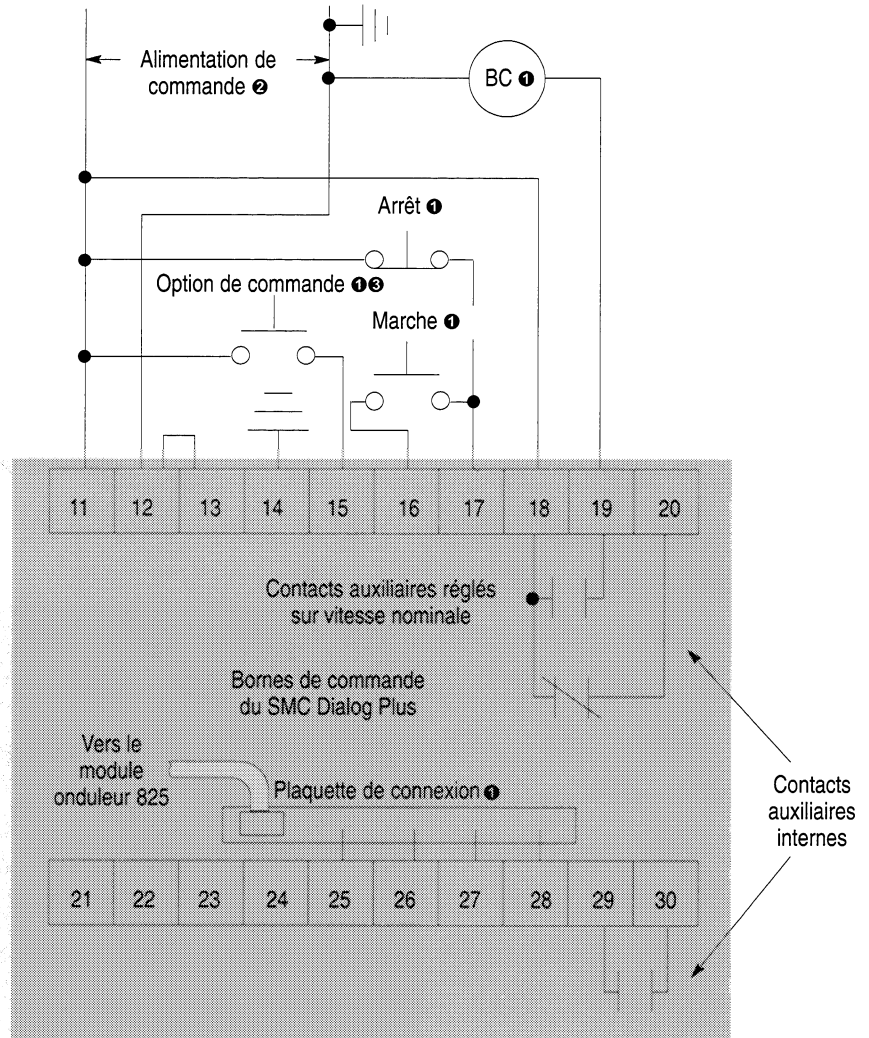 Alimentation de
commande ❷
BC ❶
Arrêt ❶
Option de commande ❶❸
Marche ❶
11 12 13 14 15 16 17 18 19 20
Contacts auxiliaires réglés
sur vitesse nominale
Bornes de commande
du SMC Dialog Plus
Vers le
module
onduleur 825
Plaquette de connexion ❶
Contacts
auxiliaires
internes
21 22 23 24 25 26 27 28 29 30